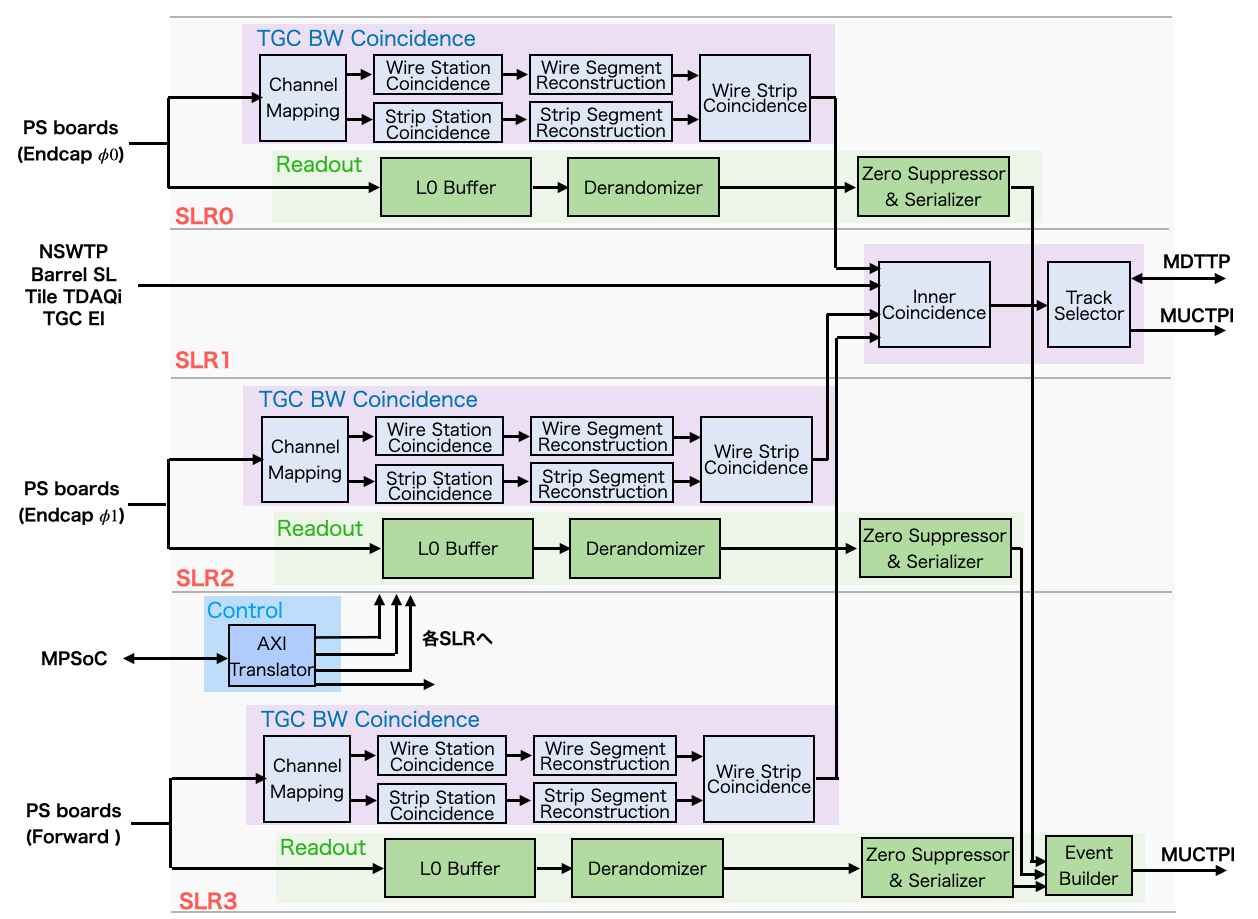 TGC BW Coincidence
Channel
Mapping
Wire Station
Coincidence
Wire Segment
Reconstruction
Strip Station
Coincidence
Strip Segment
Reconstruction
Wire Strip
Coincidence
PS boards
(Endcap ϕ0)
Readout
L0 Buffer
Derandomizer
Zero Suppressor
& Serializer
SLR0
NSWTP
Barrel SL
Tile TDAQi
TGC EI
Inner
Coincidence
Track
Selector
MDTTP
MUCTPI
SLR1
TGC BW Coincidence
Channel
Mapping
Wire Station
Coincidence
Wire Segment
Reconstruction
Strip Station
Coincidence
Strip Segment
Reconstruction
Wire Strip
Coincidence
PS boards
(Endcap ϕ1)
Readout
L0 Buffer
Derandomizer
Zero Suppressor
& Serializer
SLR2
Control
AXI
Translator
各SLRへ
MPSoC
TGC BW Coincidence
Channel
Mapping
Wire Station
Coincidence
Wire Segment
Reconstruction
Strip Station
Coincidence
Strip Segment
Reconstruction
Wire Strip
Coincidence
PS boards
(Forward )
Readout
L0 Buffer
Derandomizer
Zero Suppressor
& Serializer
Event
Builder
MUCTPI
SLR3